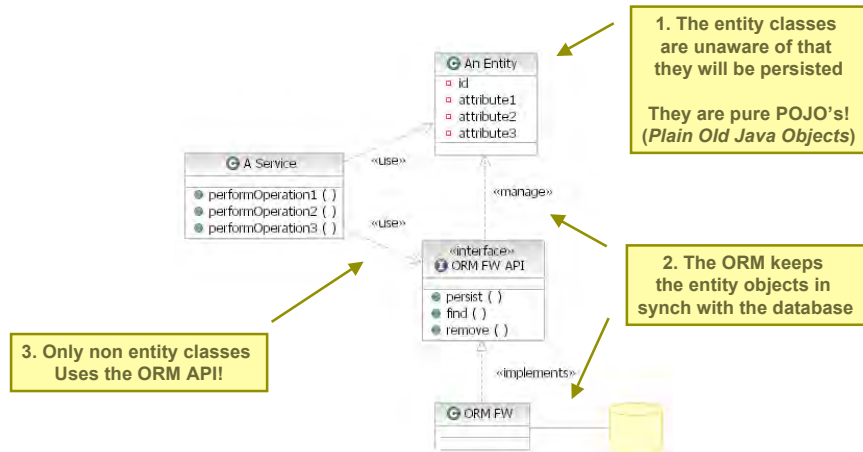 1. The entity classes
are unaware of that
they will be persisted
They are pure POJO's!
(Plain Old Java Objects)
An Entity
id
attribute1
attribute2
attribute3
A Service
performOperation1 ( )
performOperation2 ( )
performOperation3 ( )
«use»
«use»
«manage»
«interface»
ORM FW API
persist ( )
find ( )
remove ( )
2. The ORM keeps
the entity objects in
synch with the database
3. Only non entity classes
Uses the ORM API!
«implements»
ORM FW